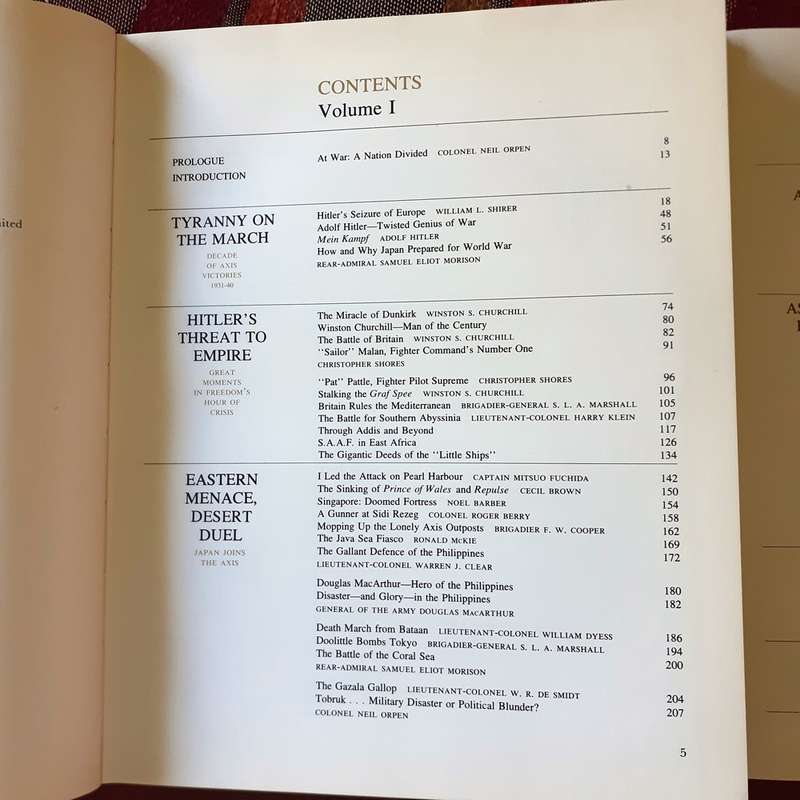 ited
CONTENTS
Volume I
PROLOGUE At War: A Nation Divided COLONEL NEIL ORPEN 8
INTRODUCTION 13
TYRANNY ON
THE MARCH
DECADE
OF AXIS
VICTORIES
1931-40
Hitler's Seizure of Europe WILLIAM L. SHIRER 18
Adolf Hitler—Twisted Genius of War 48
Mein Kampf ADOLF HITLER 51
How and Why Japan Prepared for World War 56
REAR-ADMIRAL SAMUEL ELIOT MORISON
HITLER'S
THREAT TO
EMPIRE
GREAT
MOMENTS
IN FREEDOM'S
HOUR OF
CRISIS
The Miracle of Dunkirk WINSTON S. CHURCHILL 74
Winston Churchill—Man of the Century 80
The Battle of Britain WINSTON S. CHURCHILL 82
"Sailor" Malan, Fighter Command's Number One 91
CHRISTOPHER SHORES
"Pat" Pattle, Fighter Pilot Supreme CHRISTOPHER SHORES 96
Stalking the Graf Spee WINSTON S. CHURCHILL 101
Britain Rules the Mediterranean BRIGADIER-GENERAL S. L. A. MARSHALL 105
The Battle for Southern Abyssinia LIEUTENANT-COLONEL HARRY KLEIN 107
Through Addis and Beyond 117
S.A.A.F. in East Africa 126
The Gigantic Deeds of the "Little Ships" 134
EASTERN
MENACE,
DESERT
DUEL
JAPAN JOINS
THE AXIS
I Led the Attack on Pearl Harbour CAPTAIN MITSUO FUCHIDA 142
The Sinking of Prince of Wales and Repulse CECIL BROWN 150
Singapore: Doomed Fortress NOEL BARBER 154
A Gunner at Sidi Rezeg COLONEL ROGER BERRY 158
Mopping Up the Lonely Axis Outposts BRIGADIER F. W. COOPER 162
The Java Sea Fiasco RONALD McKIE 169
The Gallant Defence of the Philippines 172
LIEUTENANT-COLONEL WARREN J. CLEAR
Douglas MacArthur—Hero of the Philippines 180
Disaster—and Glory—in the Philippines 182
GENERAL OF THE ARMY DOUGLAS MacARTHUR
Death March from Bataan LIEUTENANT-COLONEL WILLIAM DYESS 186
Doolittle Bombs Tokyo BRIGADIER-GENERAL S. L. A. MARSHALL 194
The Battle of the Coral Sea 200
REAR-ADMIRAL SAMUEL ELIOT MORISON
The Gazala Gallop LIEUTENANT-COLONEL W. R. DE SMIDT 204
Tobruk . . . Military Disaster or Political Blunder? 207
COLONEL NEIL ORPEN
5
A
AS